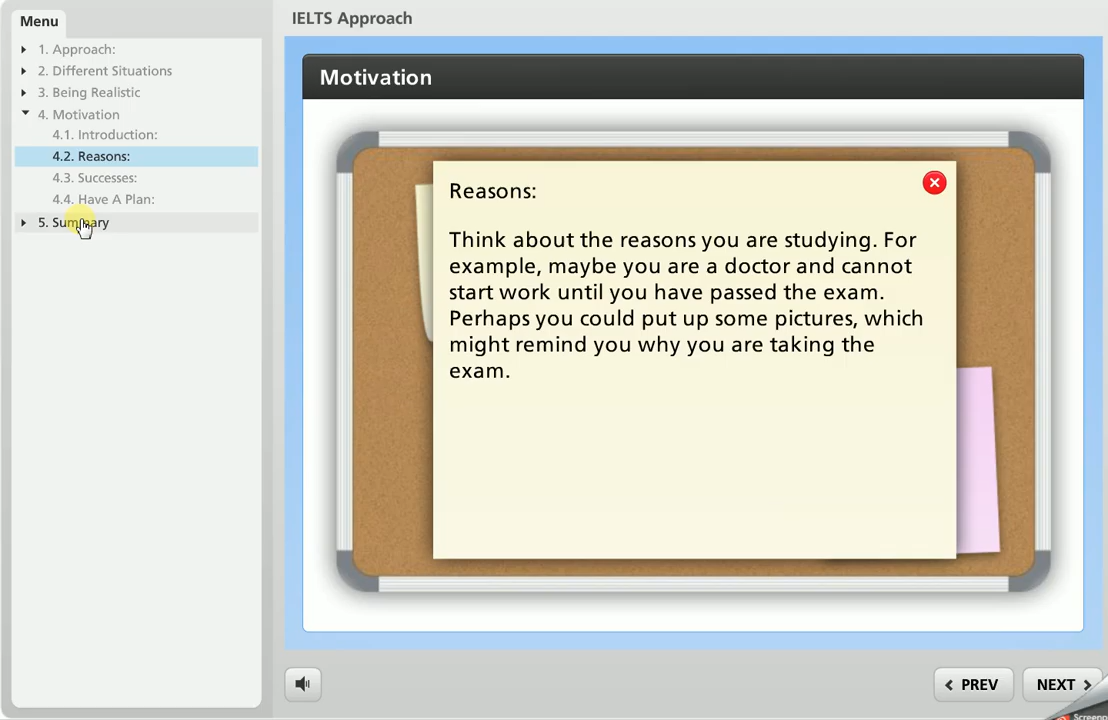 Menu
1. Approach:
2. Different Situations
3. Being Realistic
4. Motivation
4.1. Introduction:
4.2. Reasons:
4.3. Successes:
4.4. Have A Plan:
5. Summary
IELTS Approach
Motivation
Reasons:
Think about the reasons you are studying. For
example, maybe you are a doctor and cannot
start work until you have passed the exam.
Perhaps you could put up some pictures, which
might remind you why you are taking the
exam.
PREV
NEXT